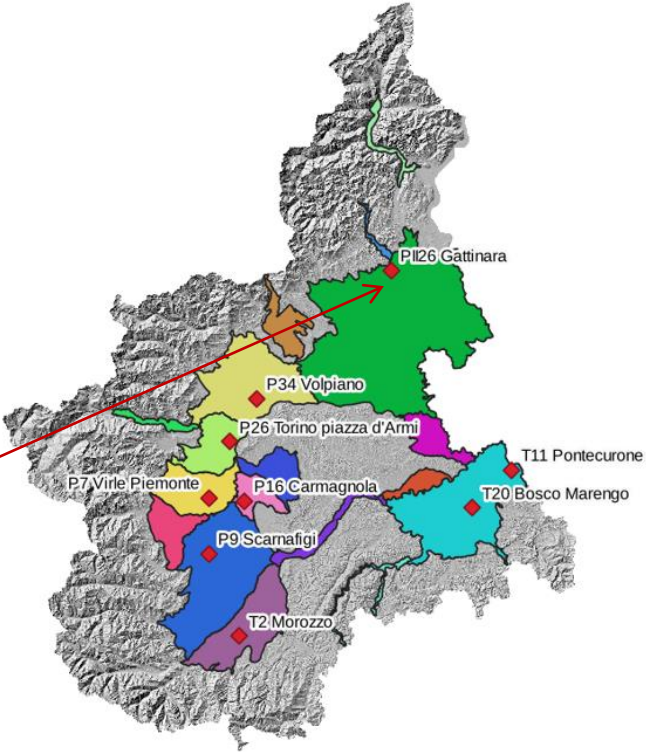 PII26 Gattinara
P34 Volpiano
P26 Torino piazza d'Armi
T11 Pontecurone
P7 Virle Piemonte
P16 Carmagnola
T20 Bosco Marengo
P9 Scarnafigi
T2 Morozzo